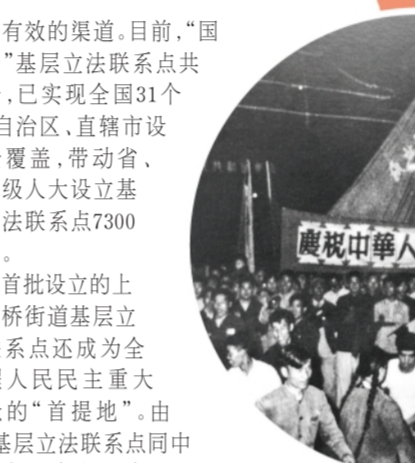 有效的渠道。目前，“国
”基层立法联系点共
，已实现全国31个
自治区、直辖市设
覆盖，带动省、
级人大设立基
法联系点7300
。
首批设立的上
桥街道基层立
系点还成为全
人民民主重大
的“首提地”。由
基层立法联系点同中
慶祝中華人